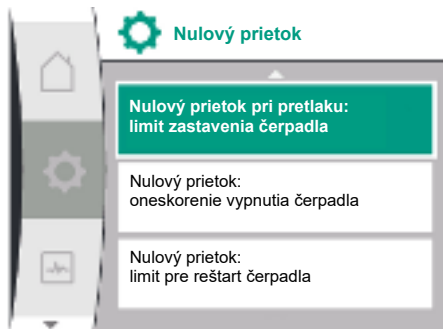 Nulový prietok
Nulový prietok pri pretlaku:
limit zastavenia čerpadla
Nulový prietok:
oneskorenie vypnutia čerpadla
Nulový prietok:
limit pre reštart čerpadla